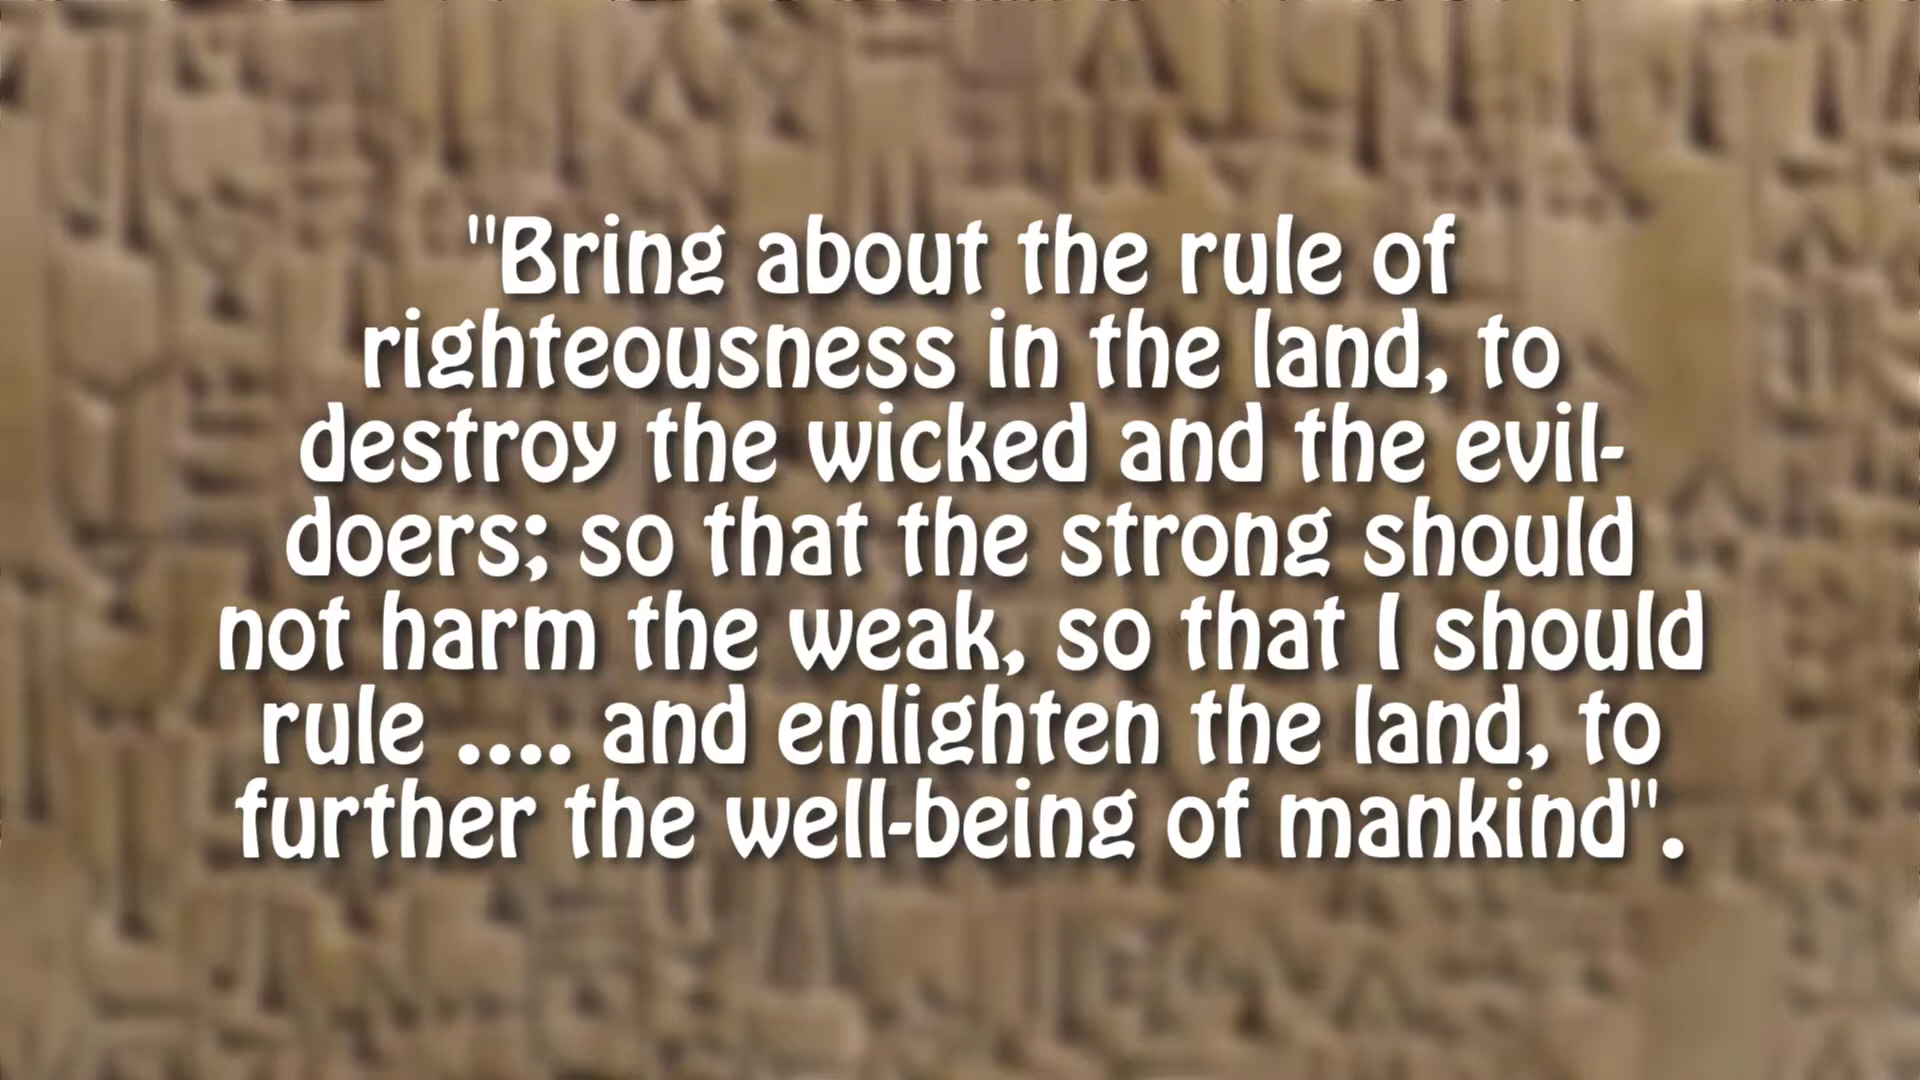 "Bring about the rule of
righteousness in the land, to
destroy the wicked and the evil-
doers; so that the strong should
not harm the weak, so that I should
rule .... and enlighten the land, to
further the well-being of mankind".